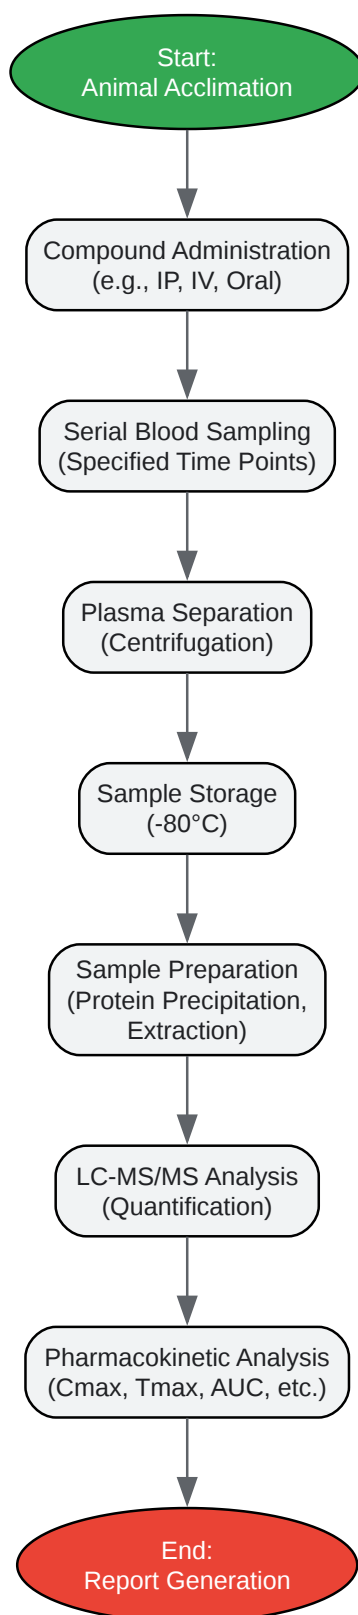 Start:
Animal Acclimation
Compound Administration
(e.g., IP, IV, Oral)
Serial Blood Sampling
(Specified Time Points)
Plasma Separation
(Centrifugation)
Sample Storage
(-80°C)
Sample Preparation
(Protein Precipitation,
Extraction)
LC-MS/MS Analysis
(Quantification)
Pharmacokinetic Analysis
(Cmax, Tmax, AUC, etc.)
End:
Report Generation